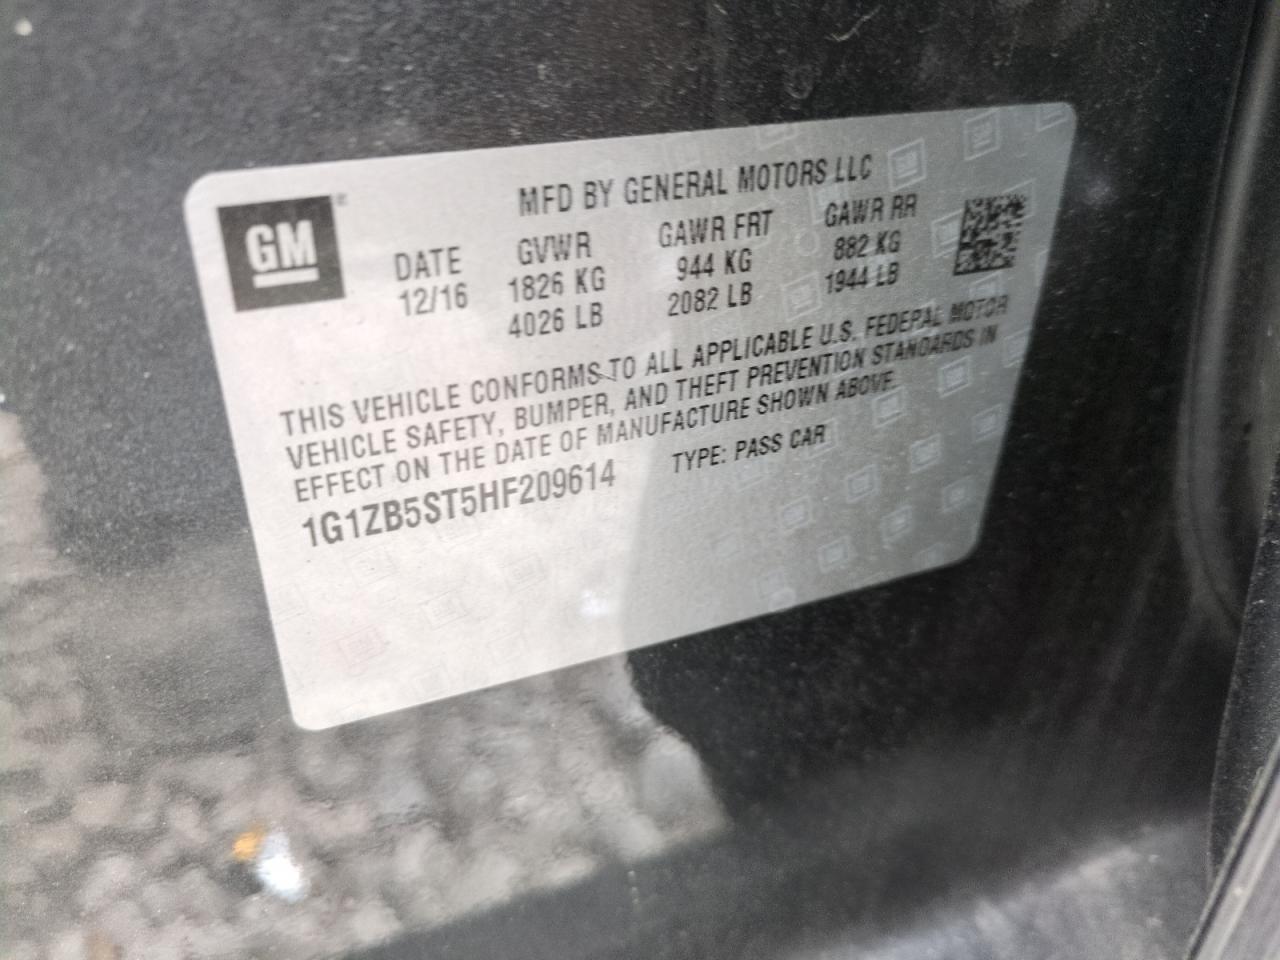 GM
MFD BY GENERAL MOTORS LLC
DATE GVWR GAWR FRT GAWR RR
12/16 1826 KG 944 KG 882 KG
4026 LB 2082 LB 1944 LB
THIS VEHICLE CONFORMS TO ALL APPLICABLE U.S. FEDERAL MOTOR
VEHICLE SAFETY, BUMPER, AND THEFT PREVENTION STANDARDS IN
EFFECT ON THE DATE OF MANUFACTURE SHOWN ABOVE.
1G1ZB5ST5HF209614 TYPE: PASS CAR